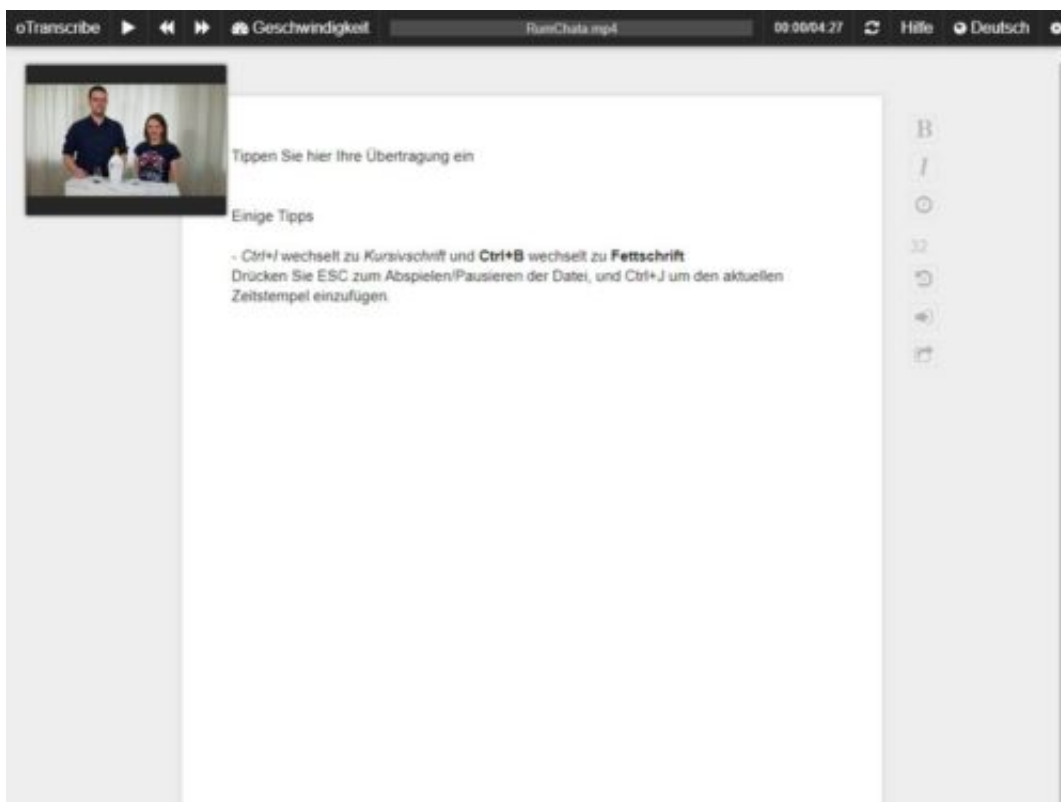 oTranscribe Geschwindigkeit RumChata.mp4 00:00/04:27 Hilfe Deutsch
B
Tippen Sie hier Ihre Übertragung ein
I
Einige Tipps
32
- Ctrl+I wechselt zu Kursivschrift und Ctrl+B wechselt zu Fettschrift
Drücken Sie ESC zum Abspielen/Pausieren der Datei, und Ctrl+J um den aktuellen
Zeitstempel einzufügen.